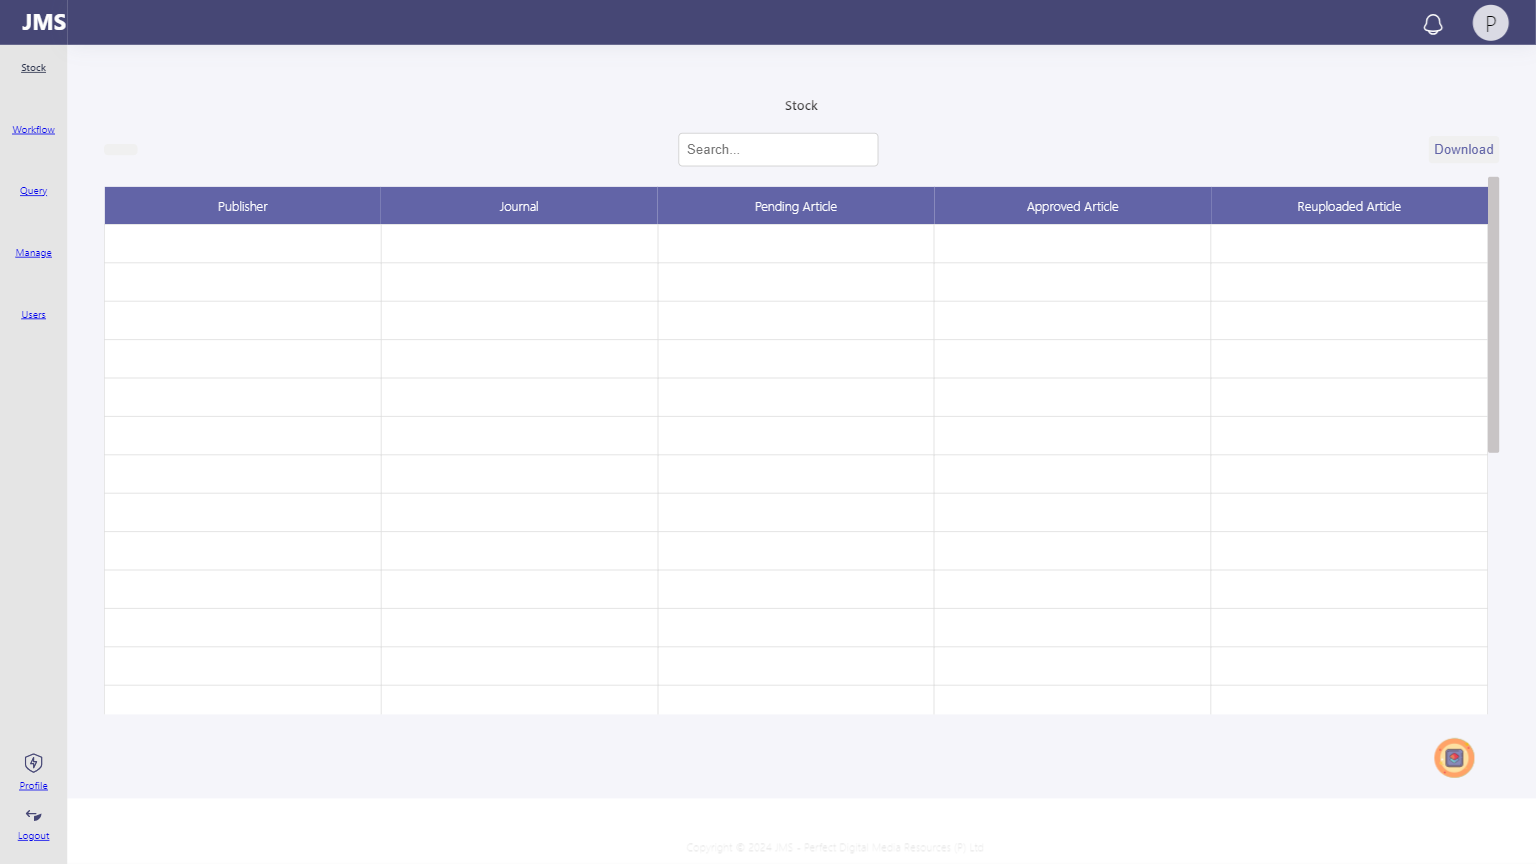 JMS
P
Stock
Workflow
Query
Manage
Users
Profile
Logout
Stock
Search...
Download
Publisher Journal Pending Article Approved Article Reuploaded Article
Copyright © 2024 JMS - Perfect Digital Media Resources (P) Ltd